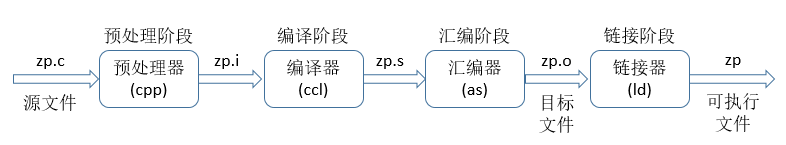 预处理阶段
编译阶段
汇编阶段
链接阶段
zp.c
预处理器
(cpp)
zp.i
编译器
(ccl)
zp.s
汇编器
(as)
zp.o
链接器
(ld)
zp
源文件
目标
文件
可执行
文件